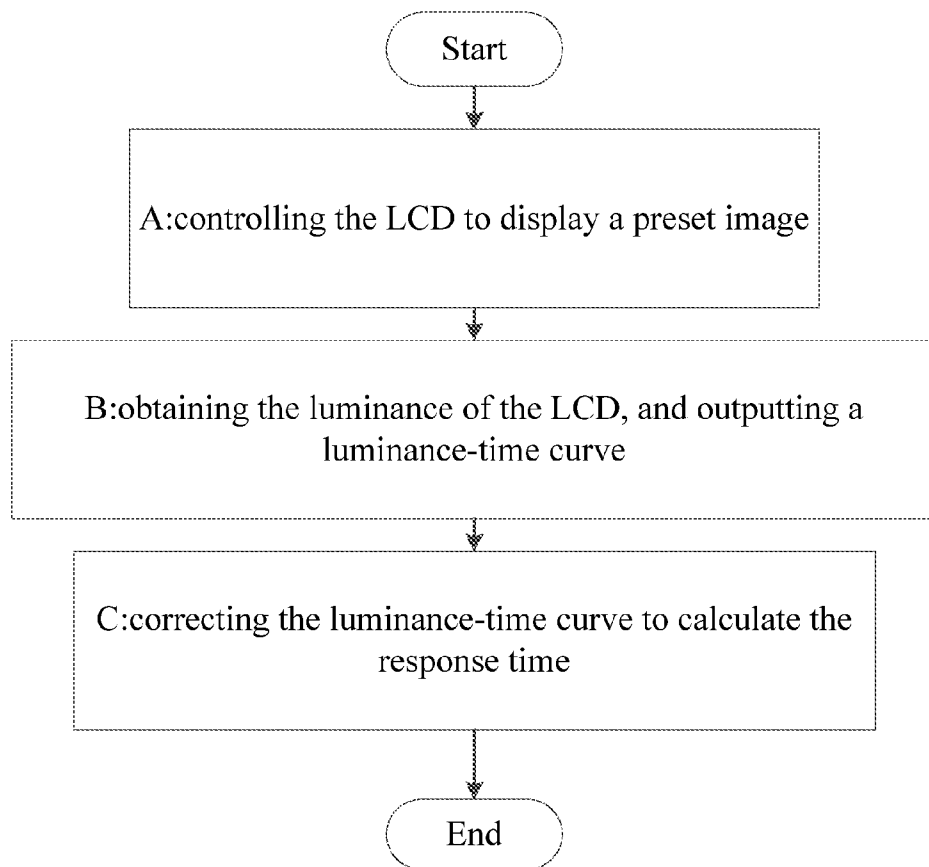 Start
A:controlling the LCD to display a preset image
B:obtaining the luminance of the LCD, and outputting a
luminance-time curve
C:correcting the luminance-time curve to calculate the
response time
End